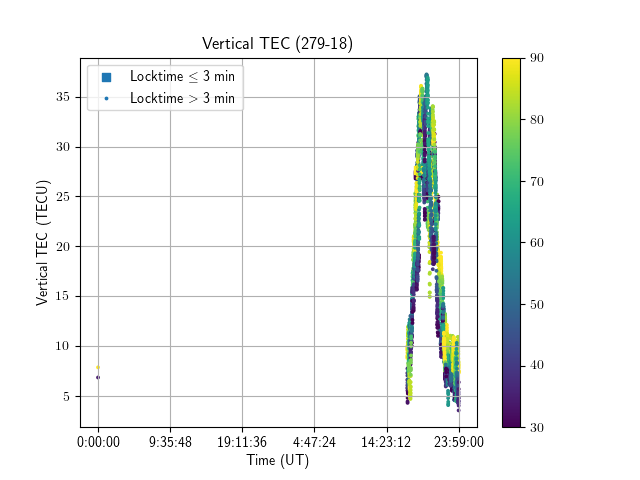 Vertical TEC (279-18)
Locktime ≤ 3 min
Locktime > 3 min
Vertical TEC (TECU)
35
30
25
20
15
10
5
0:00:00 9:35:48 19:11:36 4:47:24 14:23:12 23:59:00
Time (UT)
90
80
70
60
50
40
30